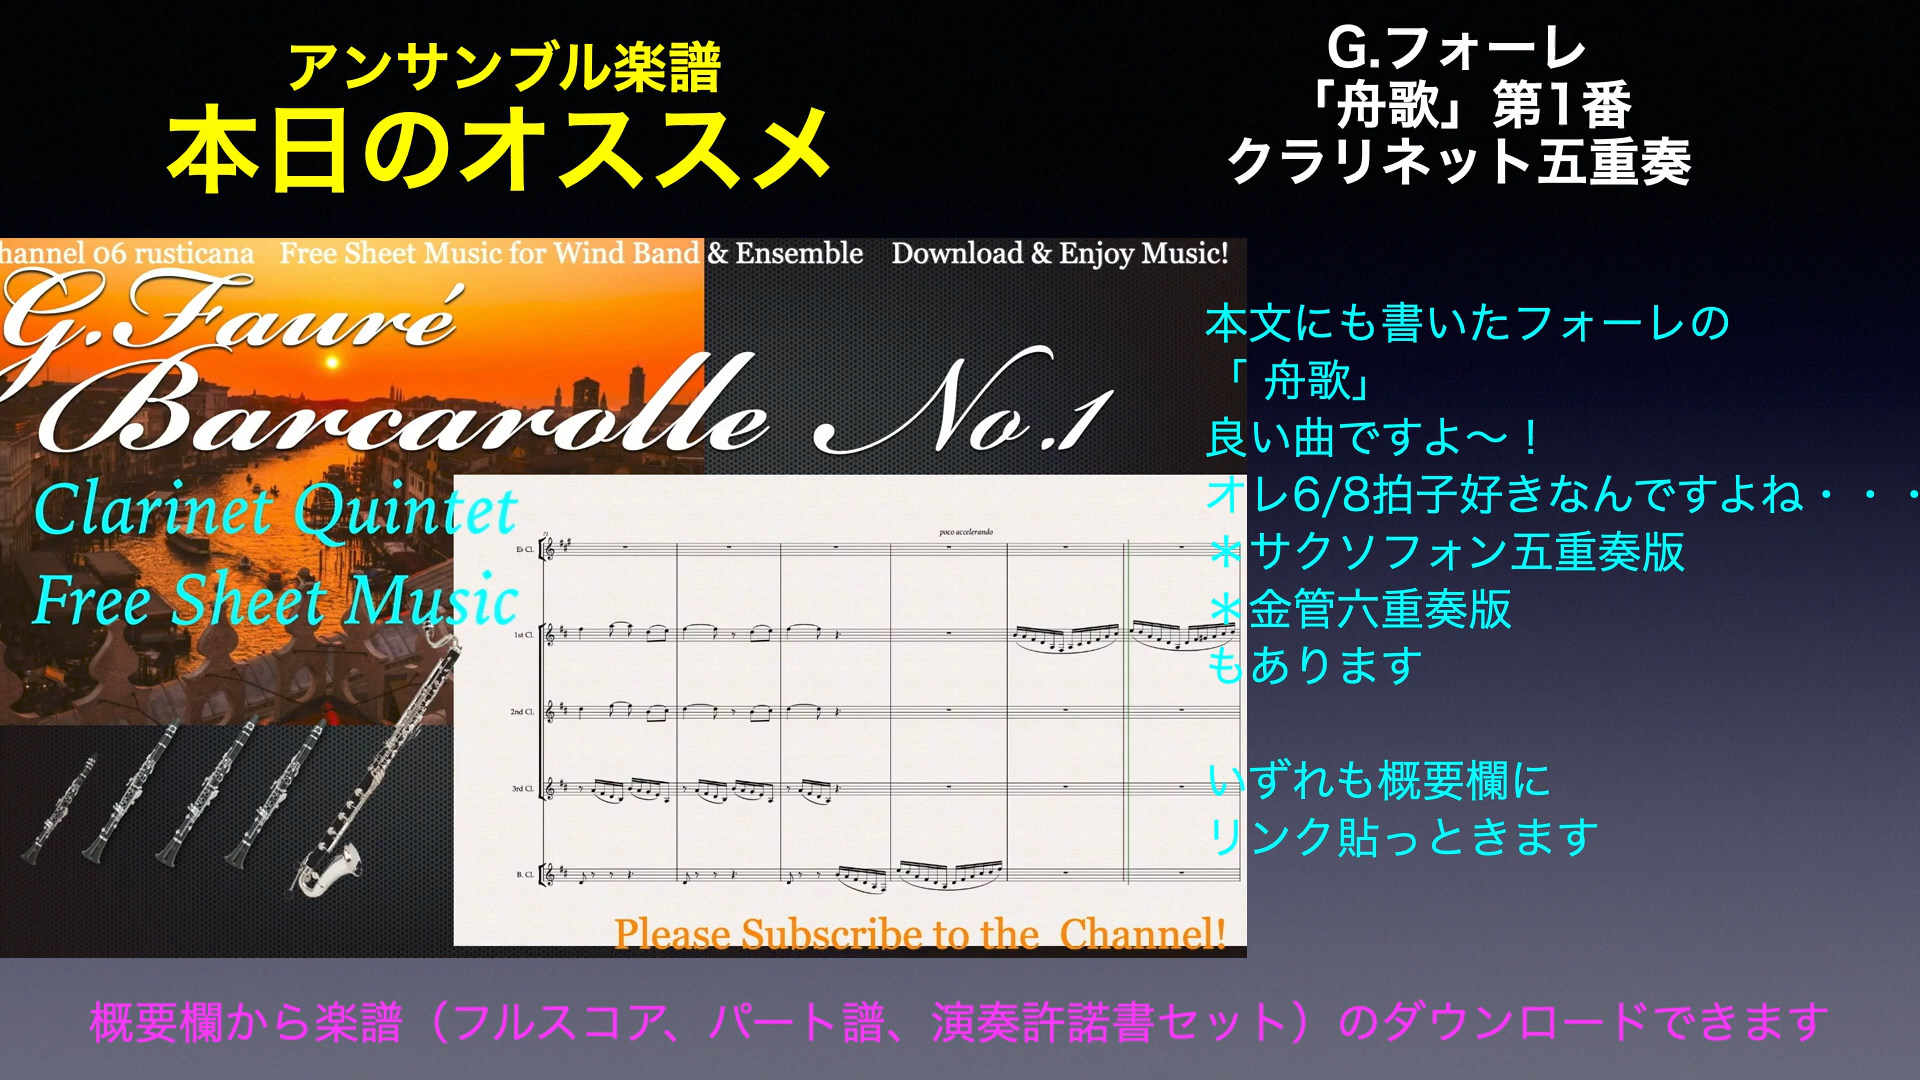 アンサンブル楽譜
本日のオススメ
G.フォーレ
「舟歌」第1番
クラリネット五重奏
hannel 06 rusticana Free Sheet Music for Wind Band & Ensemble Download & Enjoy Music!
G.Fauré
Barcarolle No.1
Clarinet Quintet
Free Sheet Music
poco accelerando
E♭ Cl.
1st Cl.
2nd Cl.
3rd Cl.
B. Cl.
Please Subscribe to the Channel!
本文にも書いたフォーレの
「 舟歌」
良い曲ですよ〜！
オレ6/8拍子好きなんですよね・・・
＊サクソフォン五重奏版
＊金管六重奏版
もあります
いずれも概要欄に
リンク貼っときます
概要欄から楽譜（フルスコア、パート譜、演奏許諾書セット）のダウンロードできます